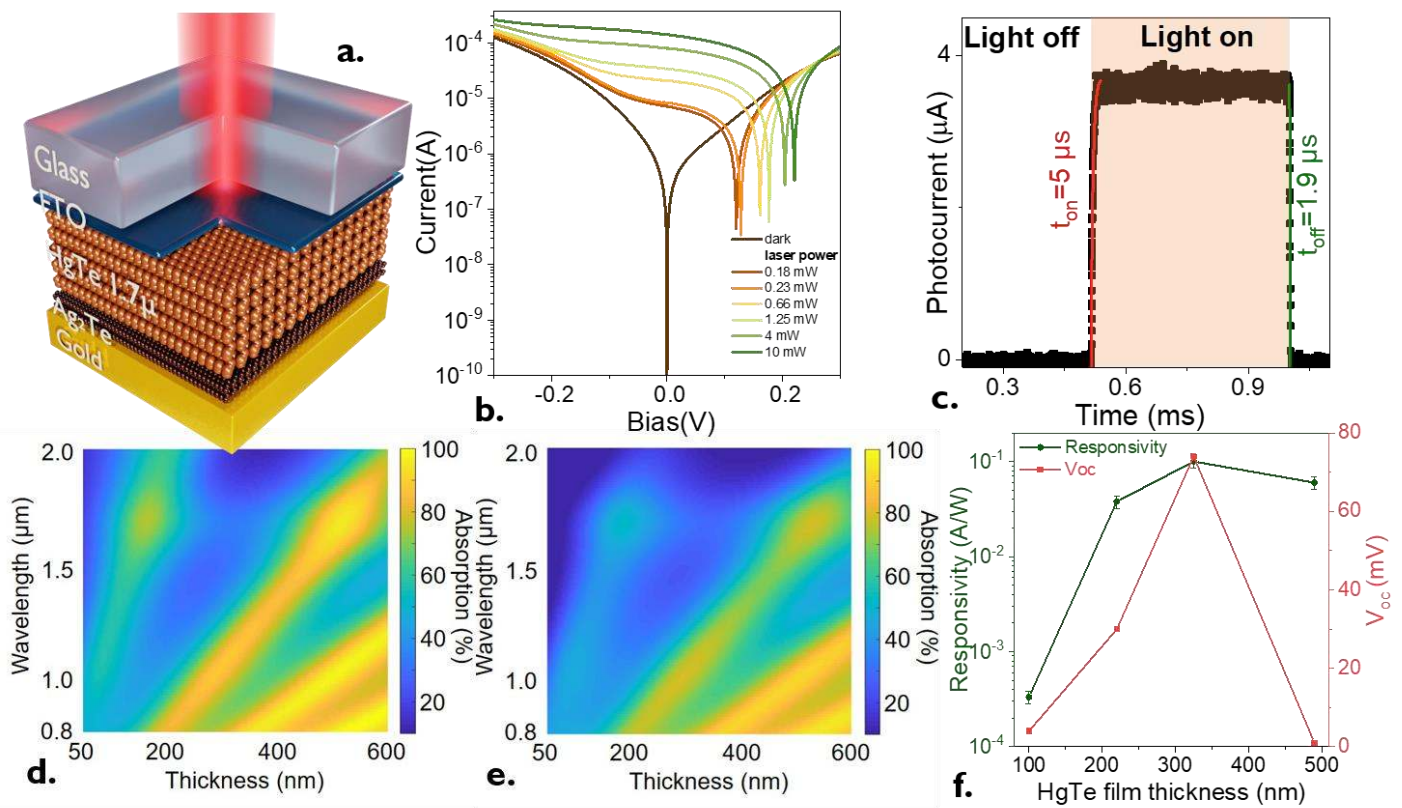 a.
Glass
FTO
HgTe 1.7µ
Ag₂Te
Gold
10⁻⁴
10⁻⁵
10⁻⁶
10⁻⁷
10⁻⁸
10⁻⁹
10⁻¹⁰
Current(A)
dark
laser power
0.18 mW
0.23 mW
0.66 mW
1.25 mW
4 mW
10 mW
-0.2
0.0
0.2
b.
Bias(V)
Light off
Light on
4
0
Photocurrent (µA)
t_on=5 µs
t_off=1.9 µs
0.3
0.6
0.9
c.
Time (ms)
2.0
1.5
1.0
0.8
Wavelength (µm)
50
200
400
600
d.
Thickness (nm)
100
80
60
40
20
Absorption (%)
2.0
1.5
1.0
0.8
Wavelength (µm)
50
200
400
600
e.
Thickness (nm)
100
80
60
40
20
Absorption (%)
Responsivity
Voc
10⁻¹
10⁻²
10⁻³
10⁻⁴
Responsivity (A/W)
80
60
40
20
0
V_oc (mV)
100
200
300
400
500
f.
HgTe film thickness (nm)